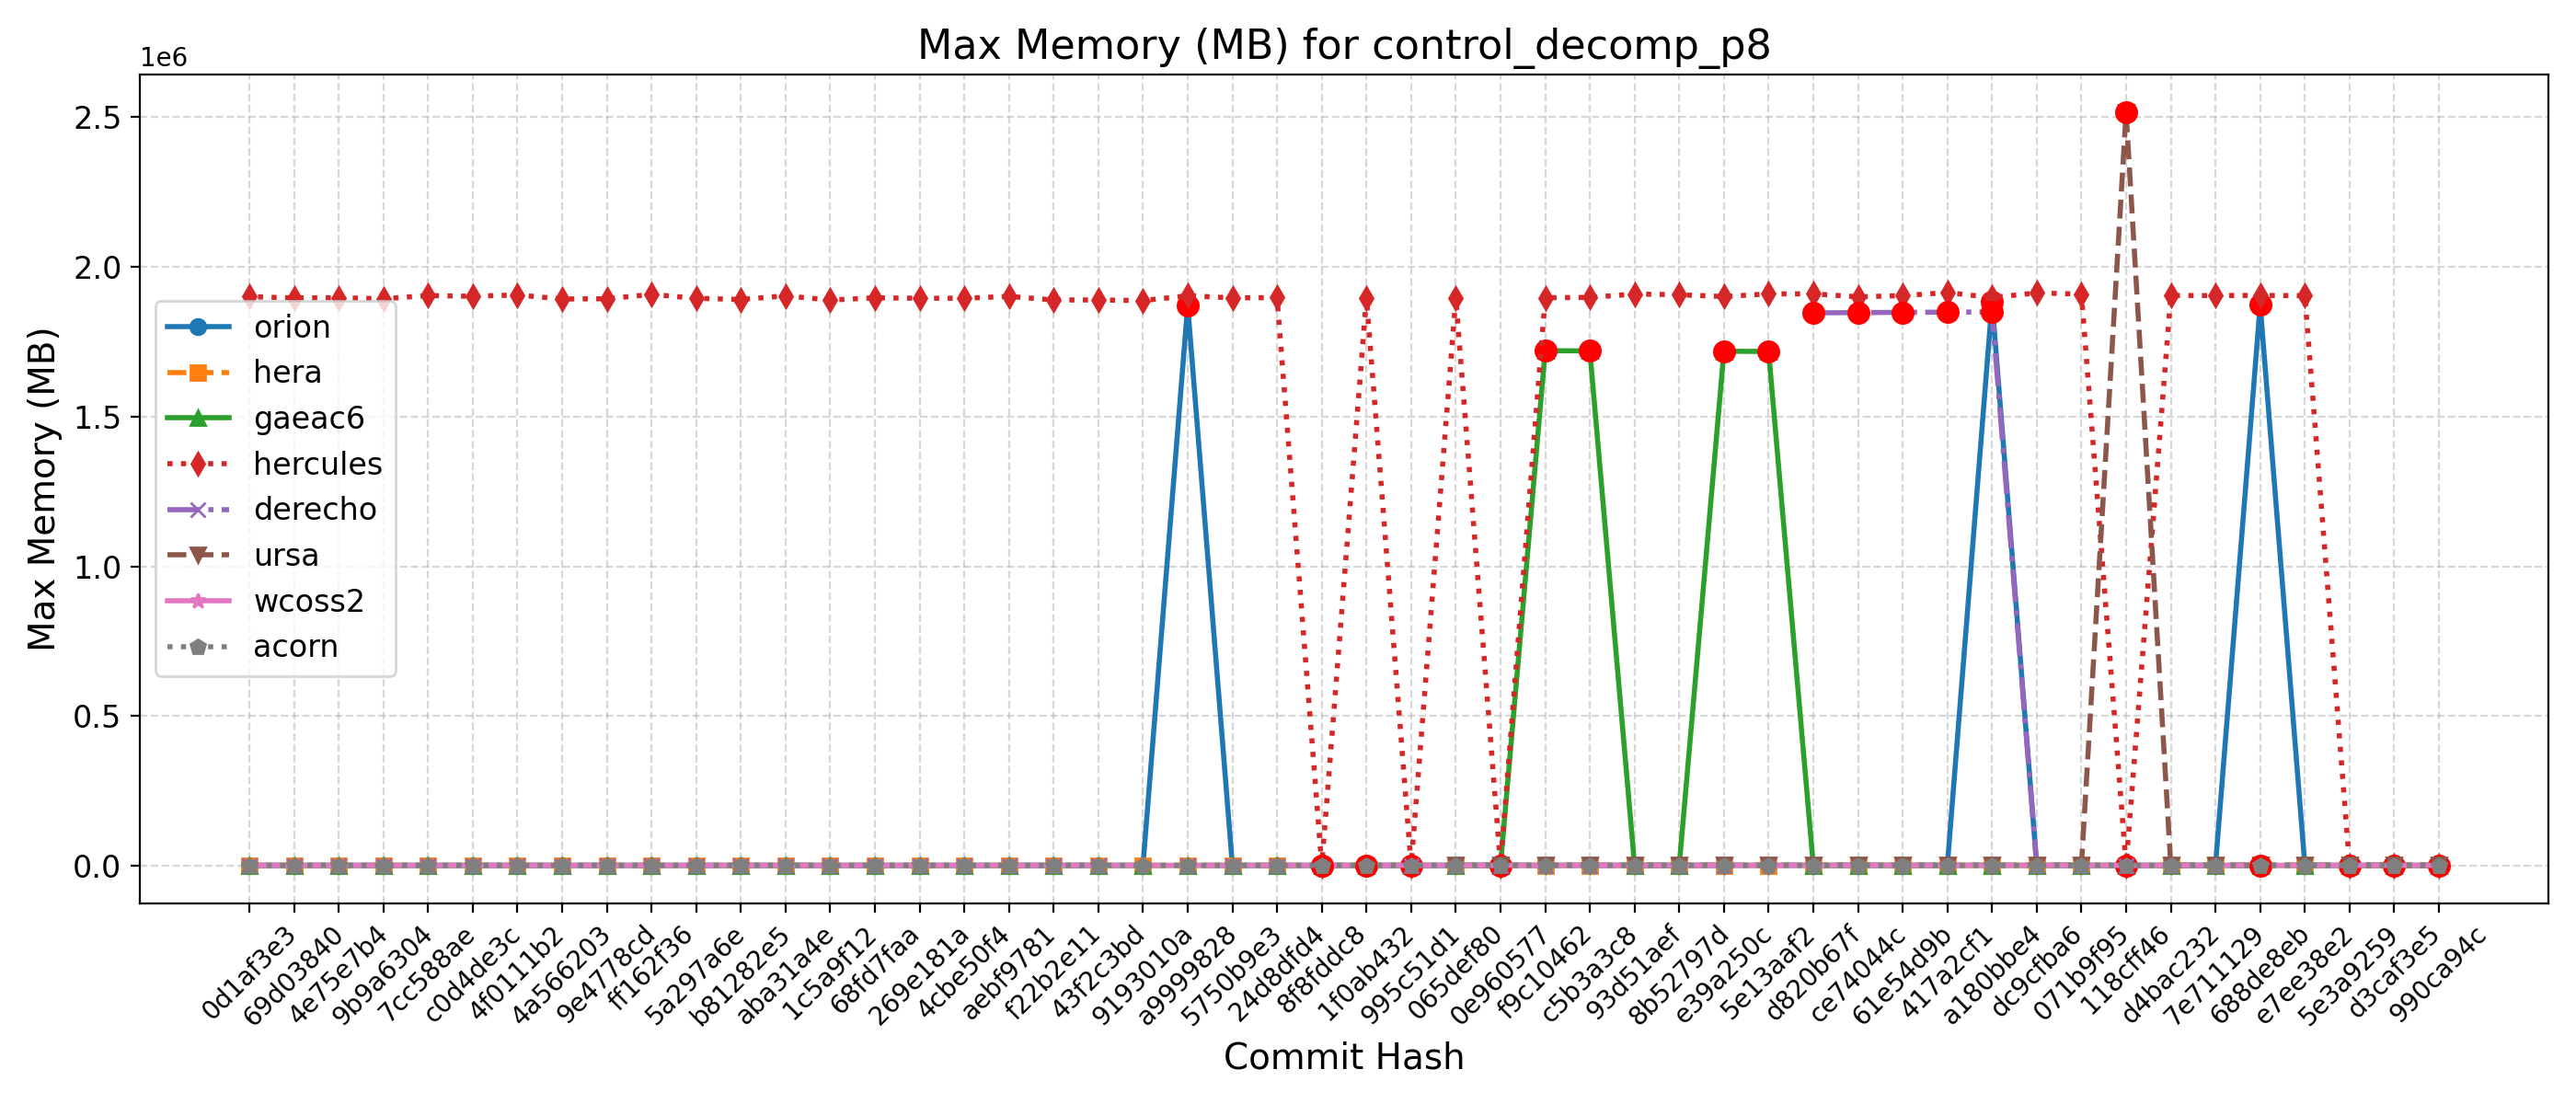 Max Memory (MB) for control_decomp_p8
1e6
2.5
2.0
1.5
1.0
0.5
0.0
Max Memory (MB)
orion
hera
gaeac6
hercules
derecho
ursa
wcoss2
acorn
0d1af3e3
69d03840
4e75e7b4
9b9a6304
7cc588ae
c0d4de3c
4f0111b2
4a566203
9e4778cd
ff162f36
5a297a6e
b81282e5
aba31a4e
1c5a9f12
68fd7faa
269e181a
4cbe50f4
aebf9781
f22b2e11
43f2c3bd
9193010a
a9999828
5750b9e3
24d8dfd4
8f8fddc8
1f0ab432
995c51d1
065def80
0e960577
f9c10462
c5b3a3c8
93d51aef
8b52797d
e39a250c
5e13aaf2
d820b67f
ce74044c
61e54d9b
417a2cf1
a180bbe4
dc9cfba6
071b9f95
118cff46
d4bac232
7e711129
688de8eb
e7ee38e2
5e3a9259
d3caf3e5
990ca94c
Commit Hash